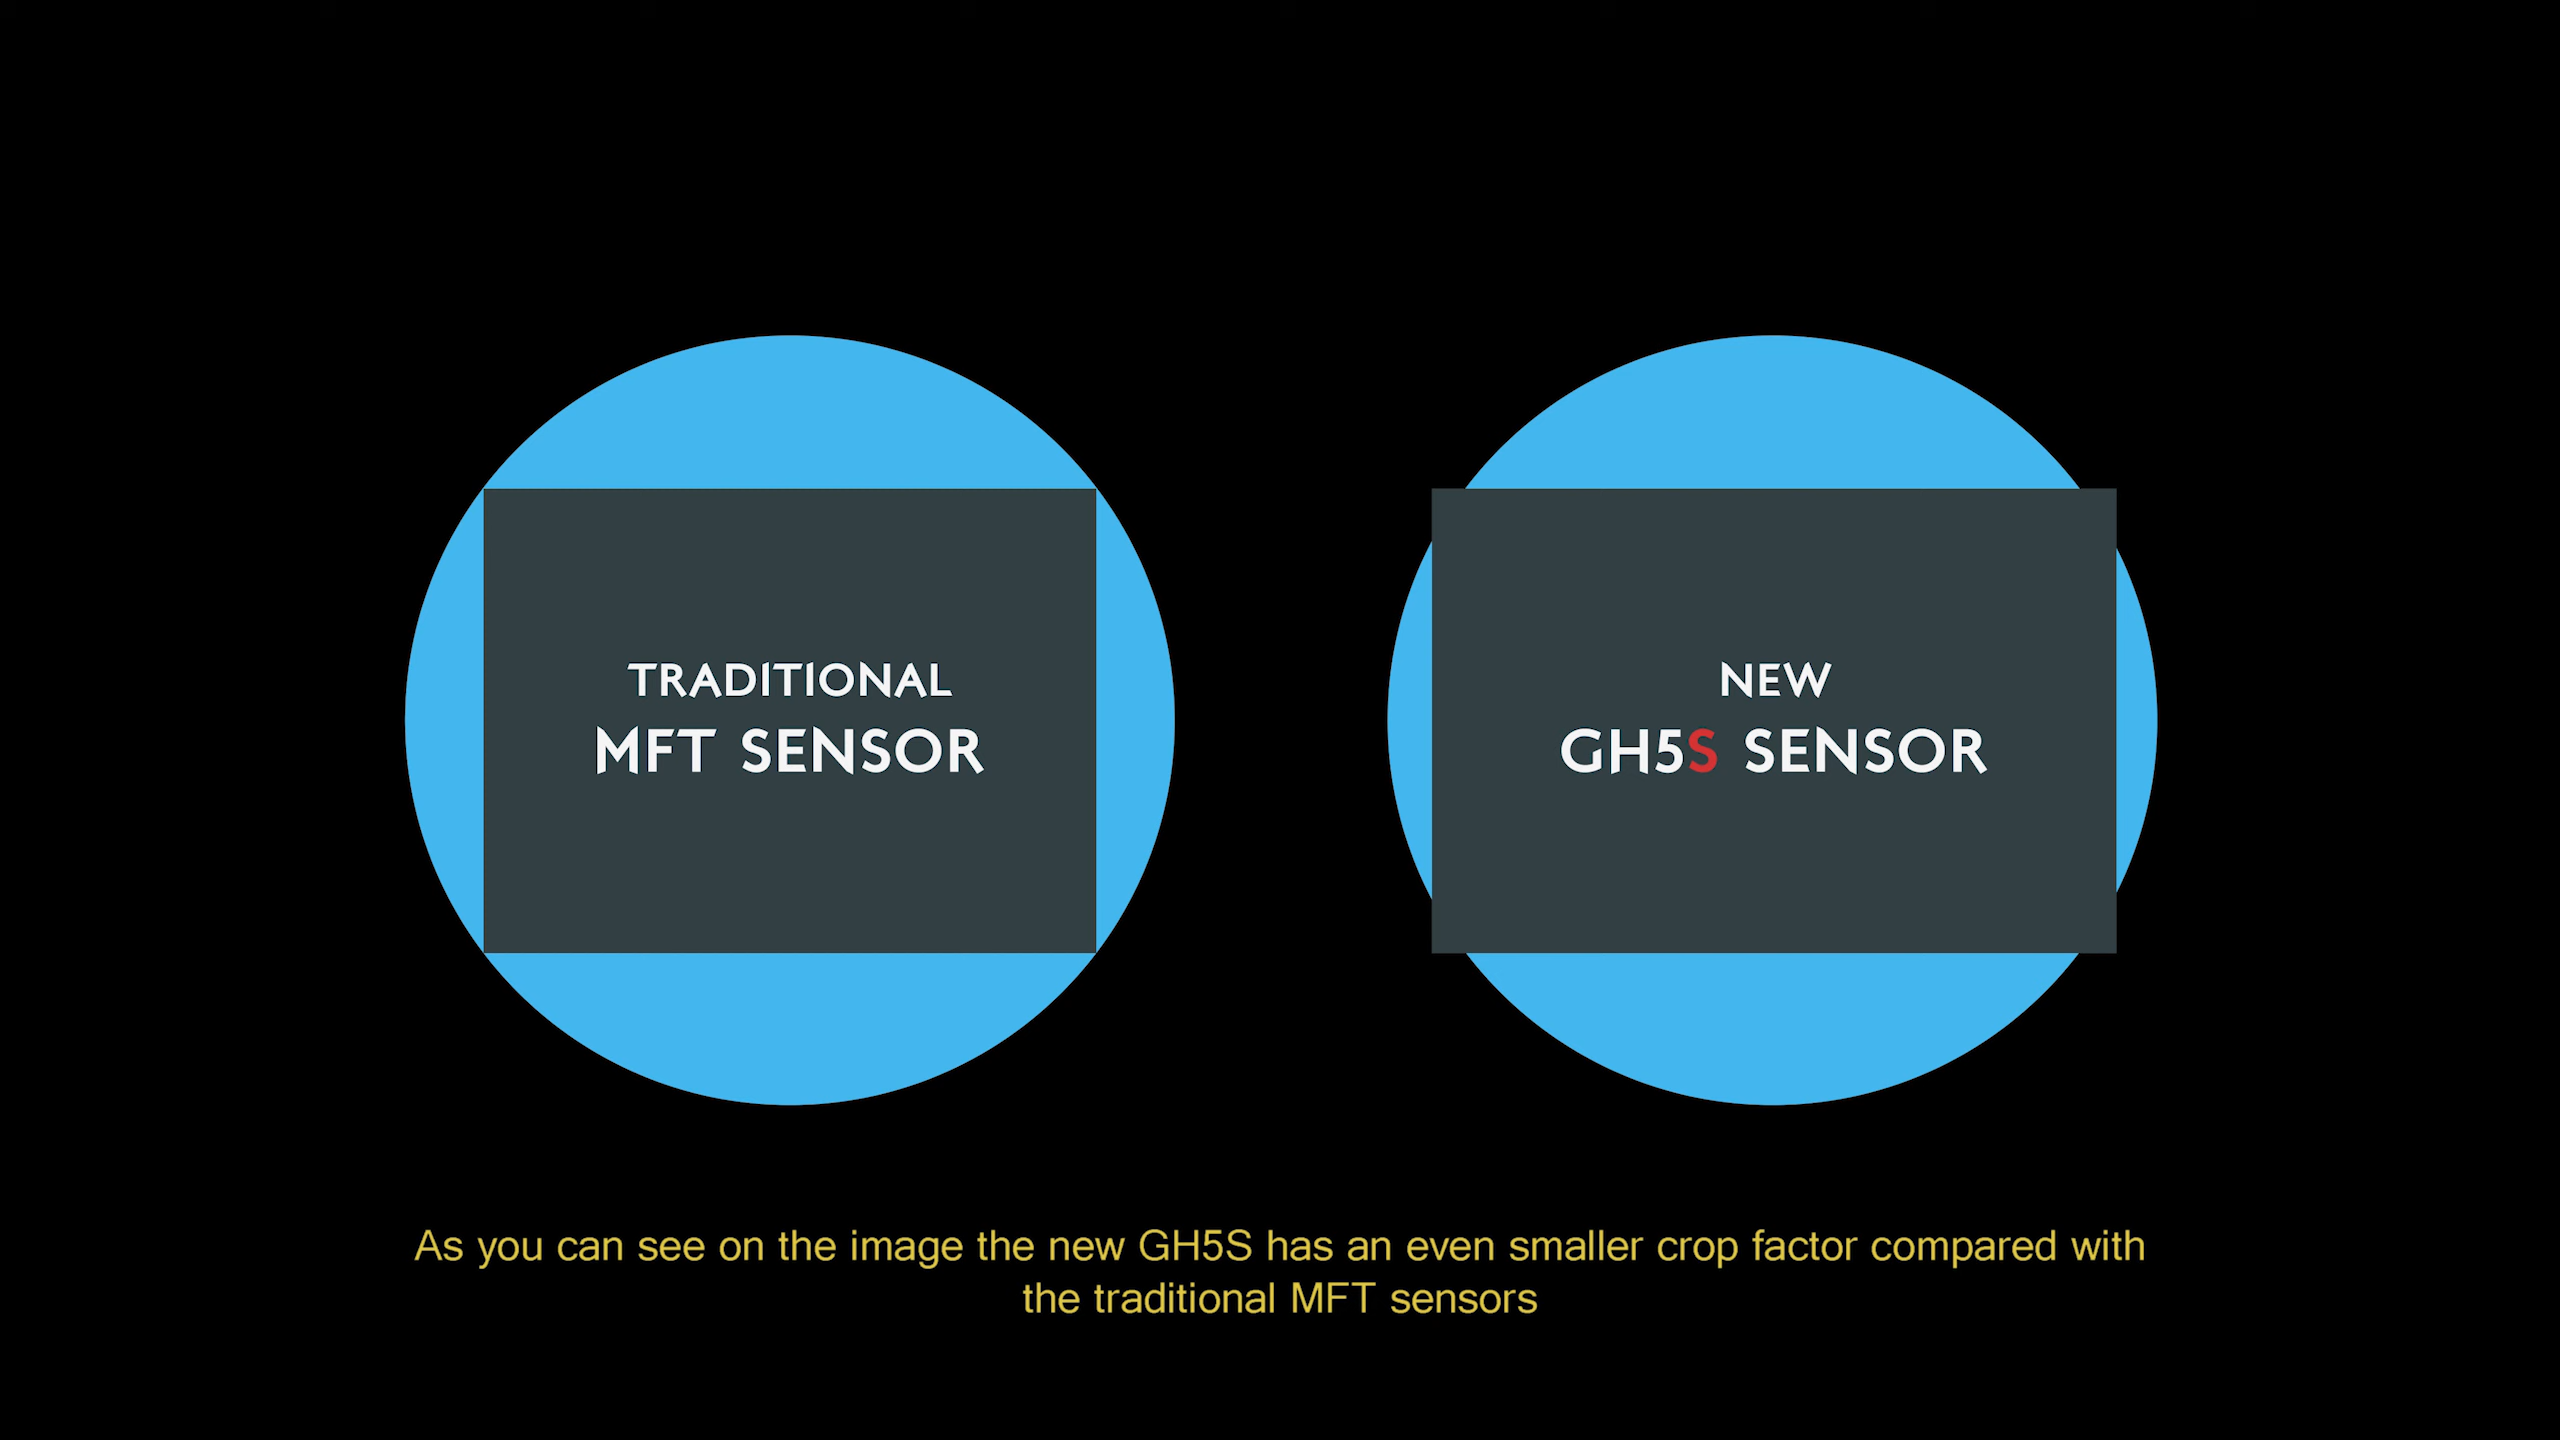 TRADITIONAL
MFT SENSOR
NEW
GH5S SENSOR
As you can see on the image the new GH5S has an even smaller crop factor compared with
the traditional MFT sensors